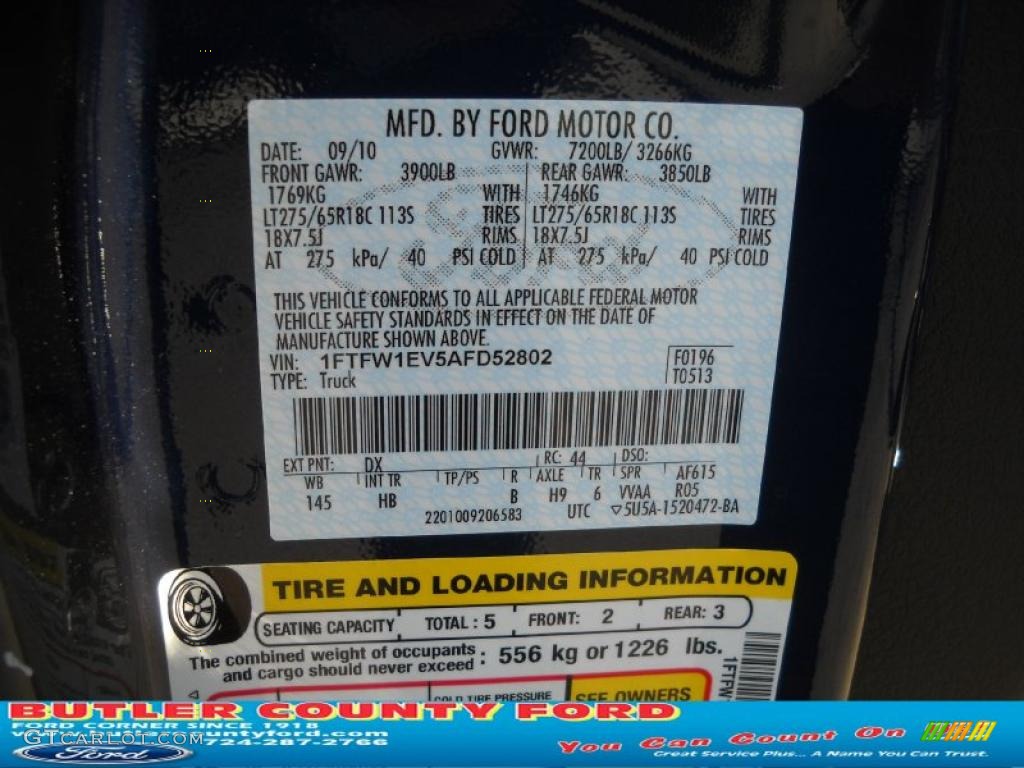 MFD. BY FORD MOTOR CO.
DATE: 09/10 GVWR: 7200LB/ 3266KG
FRONT GAWR: 3900LB REAR GAWR: 3850LB
1769KG WITH 1746KG WITH
LT275/65R18C 113S TIRES LT275/65R18C 113S TIRES
18X7.5J RIMS 18X7.5J RIMS
AT 275 kPa/ 40 PSI COLD AT 275 kPa/ 40 PSI COLD
THIS VEHICLE CONFORMS TO ALL APPLICABLE FEDERAL MOTOR
VEHICLE SAFETY STANDARDS IN EFFECT ON THE DATE OF
MANUFACTURE SHOWN ABOVE.
VIN: 1FTFW1EV5AFD52802 F0196
TYPE: Truck T0513
EXT PNT: DX RC: 44 DSO:
WB INT TR TP/PS R AXLE TR SPR AF615
145 HB B H9 6 VVAA R05
2201009206583 UTC ▽5U5A-1520472-BA
TIRE AND LOADING INFORMATION
SEATING CAPACITY TOTAL : 5 FRONT: 2 REAR: 3
The combined weight of occupants
and cargo should never exceed : 556 kg or 1226 lbs.
1FTFW
COLD TIRE PRESSURE SEE OWNERS
BUTLER COUNTY FORD
FORD CORNER SINCE 1918
GTCARLOT.COM
724-287-2766
Ford
You Can Count On
Great Service Plus... A Name You Can Trust.